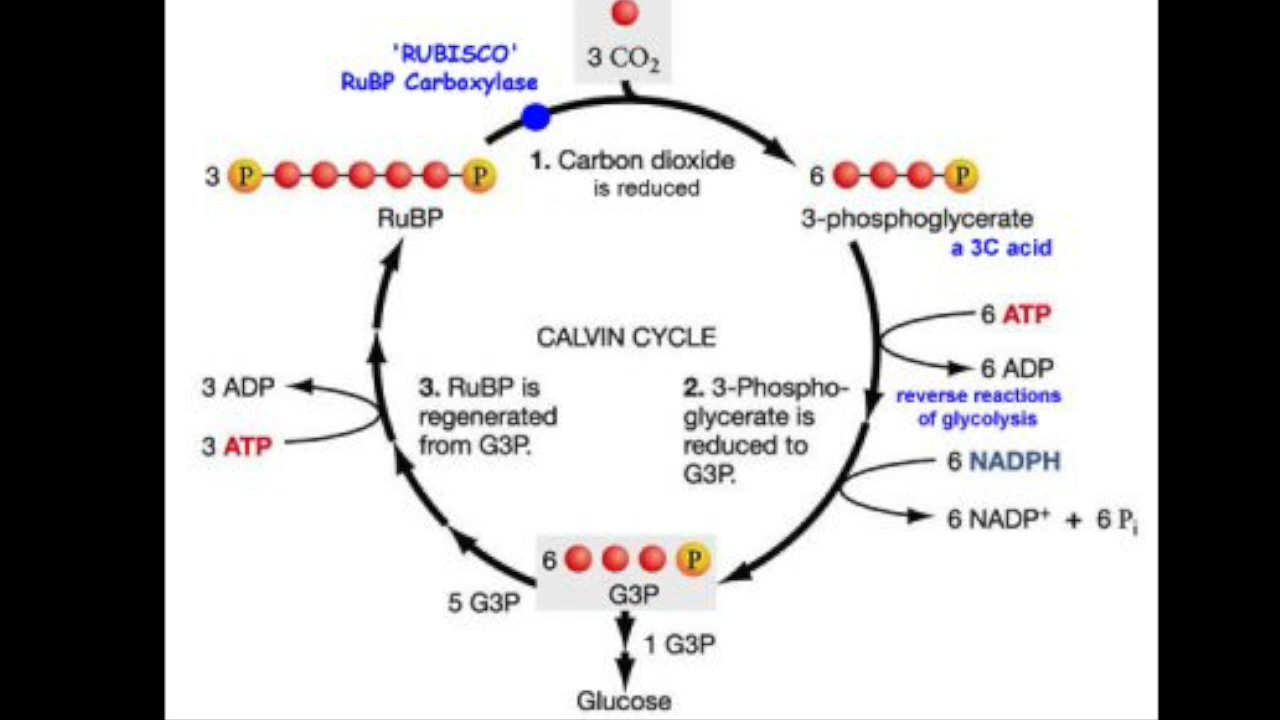 'RUBISCO'
RuBP Carboxylase
3 CO₂
3 P P
RuBP
1. Carbon dioxide
is reduced
6 P
3-phosphoglycerate
a 3C acid
6 ATP
6 ADP
reverse reactions
of glycolysis
6 NADPH
6 NADP⁺ + 6 Pᵢ
CALVIN CYCLE
2. 3-Phospho-
glycerate is
reduced to
G3P.
3. RuBP is
regenerated
from G3P.
3 ADP
3 ATP
6 P
G3P
5 G3P
1 G3P
Glucose